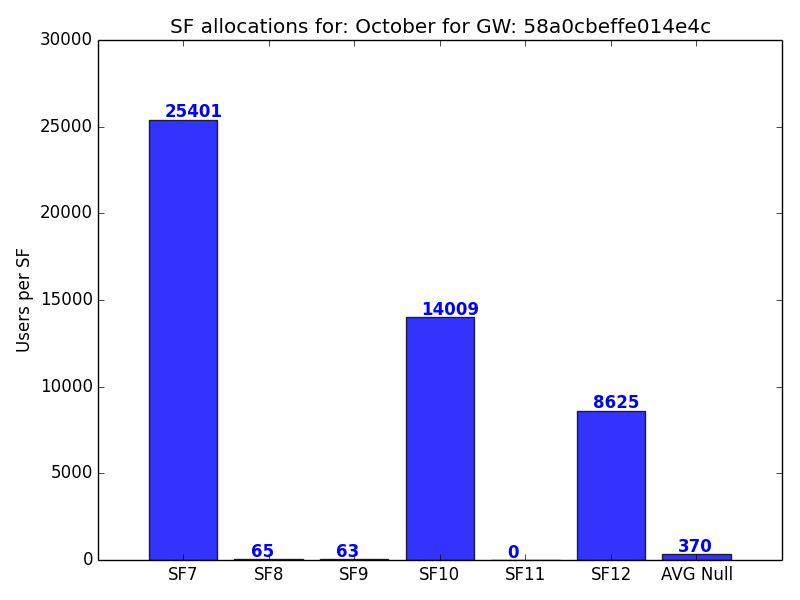 SF allocations for: October for GW: 58a0cbeffe014e4c
Users per SF
30000
25000
20000
15000
10000
5000
0
25401
65
63
14009
0
8625
370
SF7
SF8
SF9
SF10
SF11
SF12
AVG Null